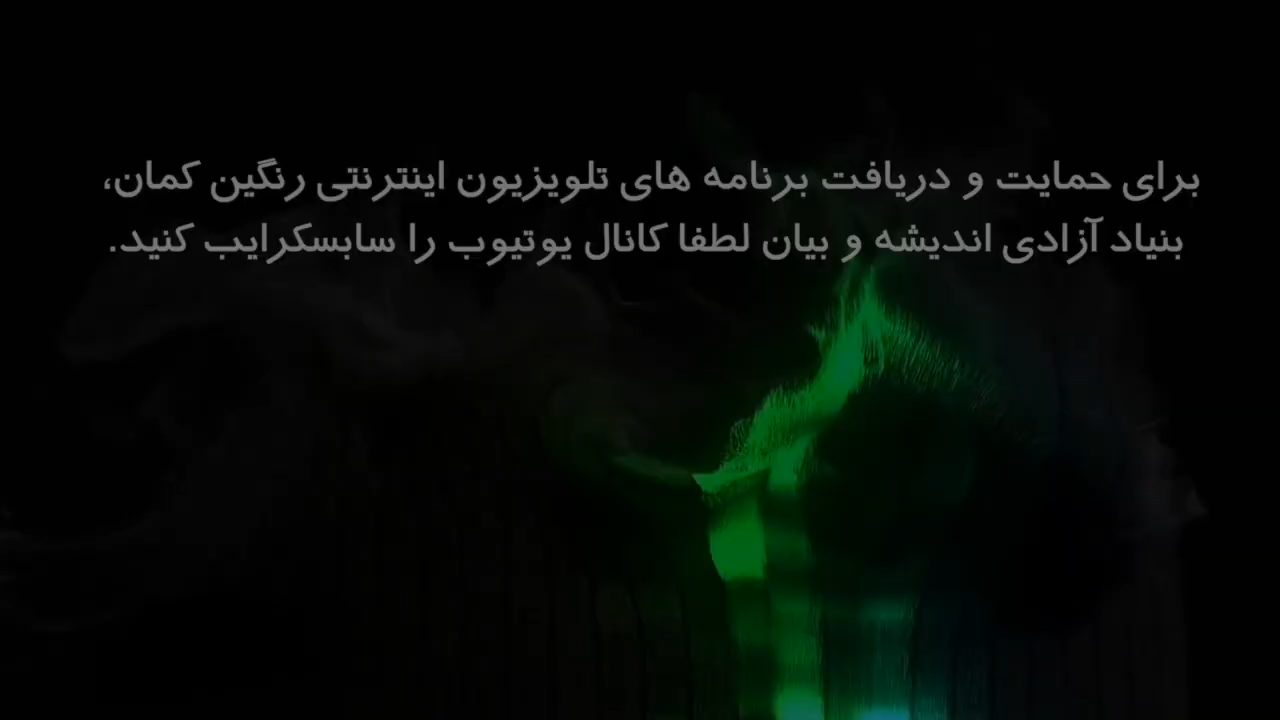 برای حمایت و دریافت برنامه های تلویزیون اینترنتی رنگین کمان،
بنیاد آزادی اندیشه و بیان لطفا کانال یوتیوب را سابسکرایب کنید.